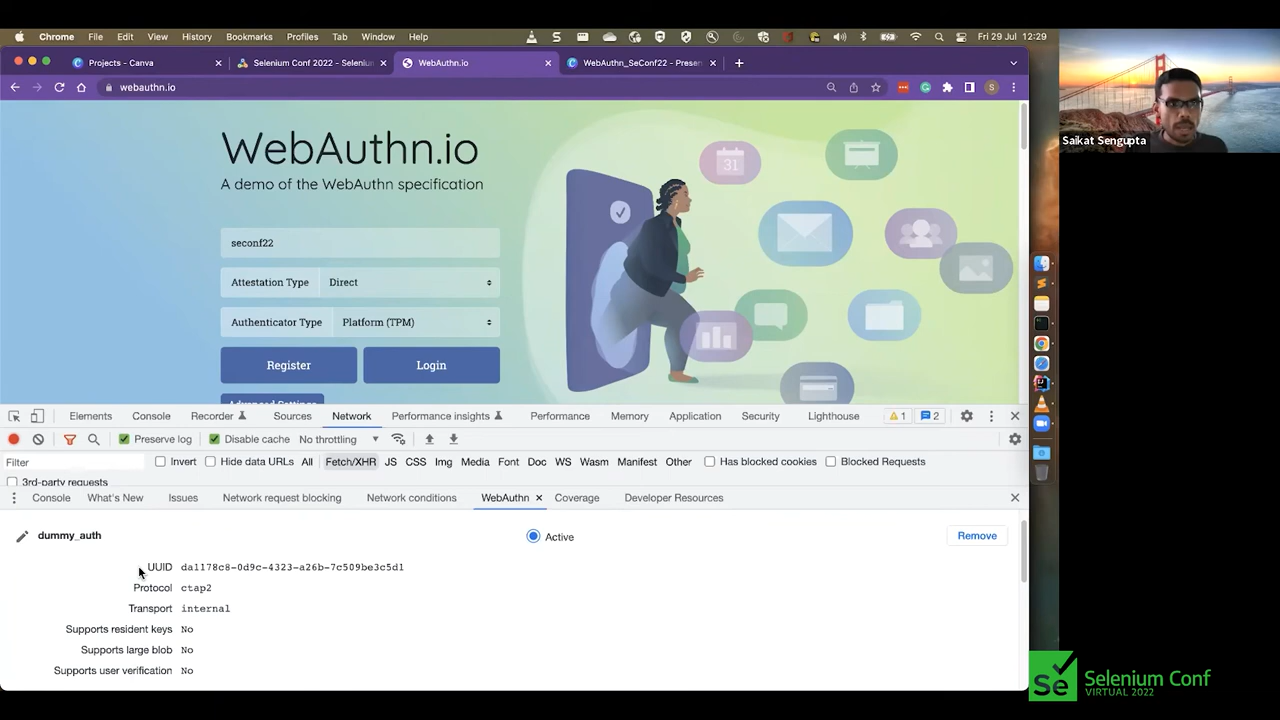 Chrome File Edit View History Bookmarks Profiles Tab Window Help Fri 29 Jul 12:29
Projects - Canva
Selenium Conf 2022 - Selenium
WebAuthn.io
WebAuthn_SeConf22 - Presen
webauthn.io
S
WebAuthn.io
A demo of the WebAuthn specification
31
seconf22
Attestation Type Direct
Authenticator Type Platform (TPM)
Register Login
Advanced Settings
Saikat Sengupta
Elements Console Recorder Sources Network Performance insights Performance Memory Application Security Lighthouse 1 2
Preserve log Disable cache No throttling
Filter Invert Hide data URLs All Fetch/XHR JS CSS Img Media Font Doc WS Wasm Manifest Other Has blocked cookies Blocked Requests
3rd-party requests
Console What's New Issues Network request blocking Network conditions WebAuthn Coverage Developer Resources
dummy_auth Active Remove
UUID da1178c8-0d9c-4323-a26b-7c509be3c5d1
Protocol ctap2
Transport internal
Supports resident keys No
Supports large blob No
Supports user verification No
Se Selenium Conf
VIRTUAL 2022